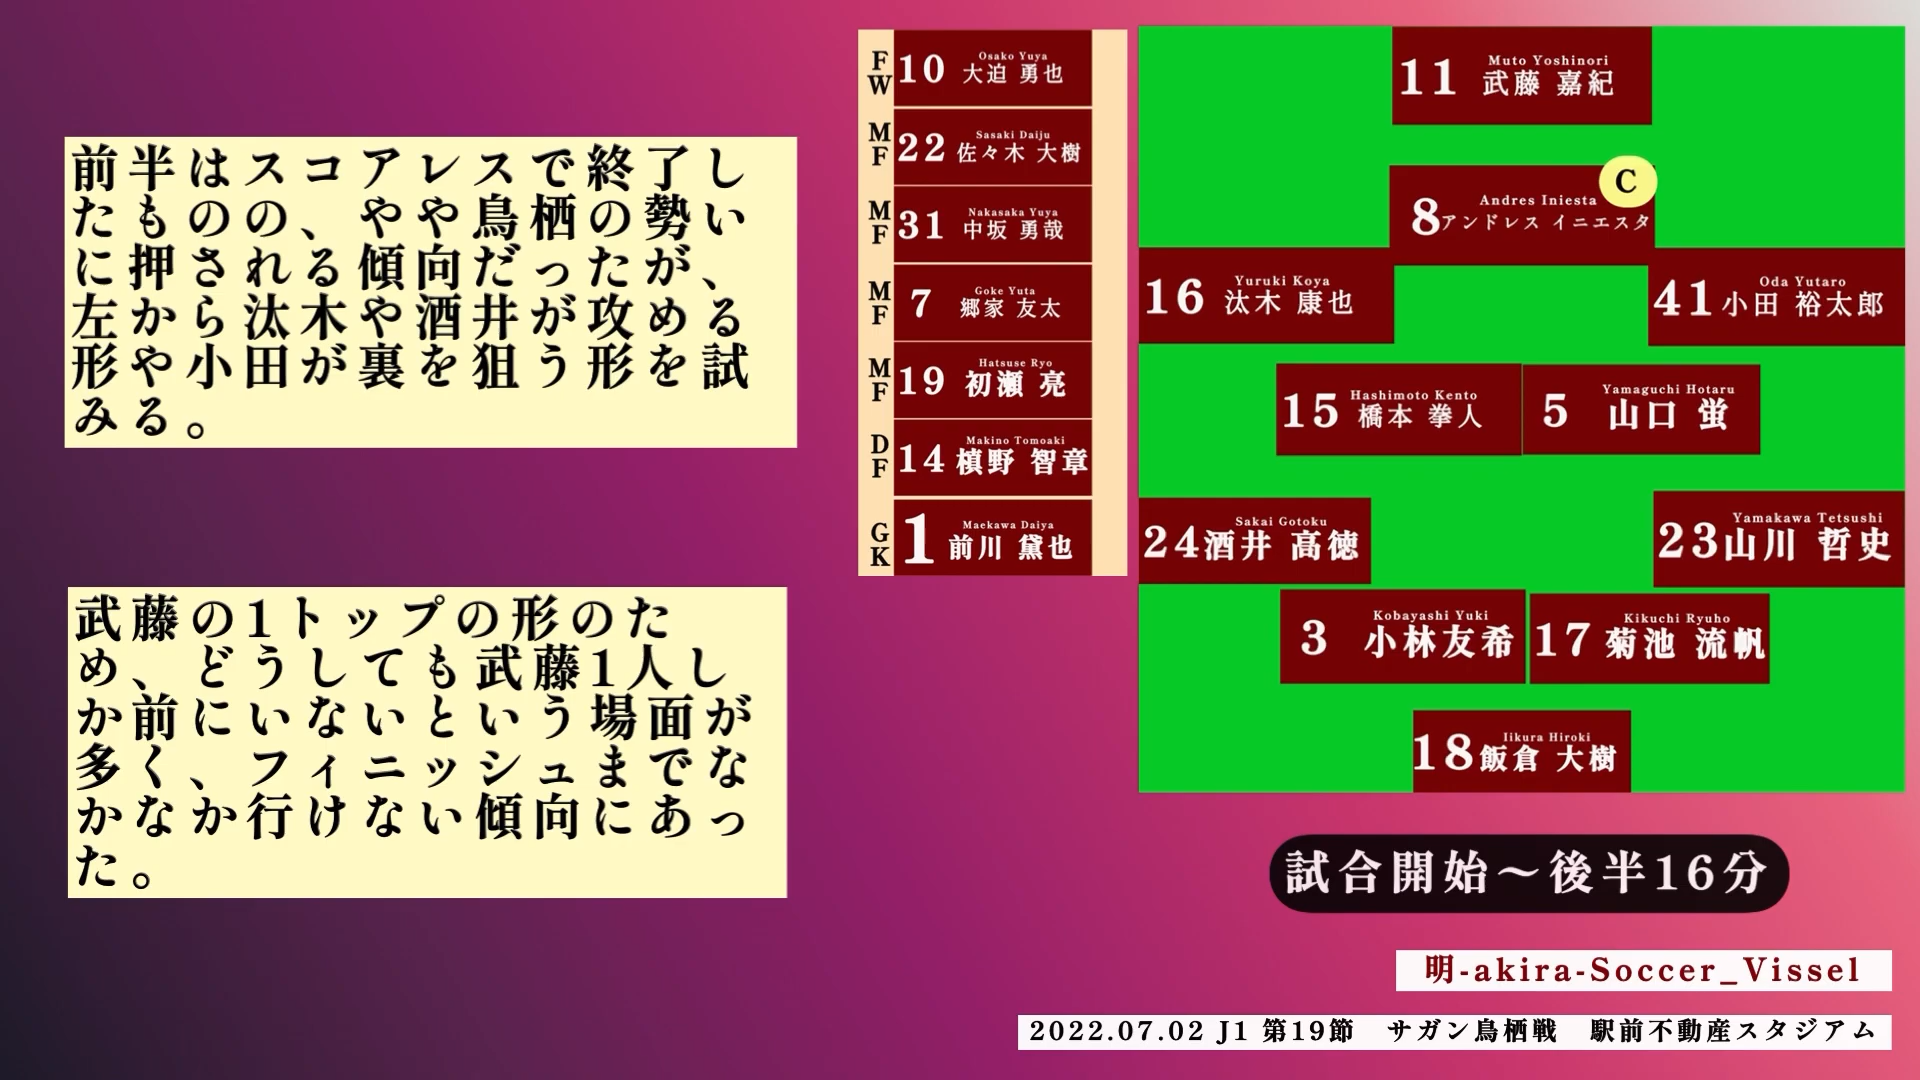 前半はスコアレスで終了し
たものの、やや鳥栖の勢い
に押される傾向だったが、
左から汰木や酒井が攻める
形や小田が裏を狙う形を試
みる。
武藤の1トップの形のた
め、どうしても武藤1人し
か前にいないという場面が
多く、フィニッシュまでな
かなか行けない傾向にあっ
た。
FW 10 Osako Yuya
大迫 勇也
MF 22 Sasaki Daiju
佐々木 大樹
MF 31 Nakasaka Yuya
中坂 勇哉
MF 7 Goke Yuta
郷家 友太
MF 19 Hatsuse Ryo
初瀬 亮
DF 14 Makino Tomoaki
槙野 智章
GK 1 Maekawa Daiya
前川 黛也
11 Muto Yoshinori
武藤 嘉紀
C
8 Andres Iniesta
アンドレス イニエスタ
16 Yuruki Koya
汰木 康也
41 Oda Yutaro
小田 裕太郎
15 Hashimoto Kento
橋本 拳人
5 Yamaguchi Hotaru
山口 蛍
24 Sakai Gotoku
酒井 高徳
23 Yamakawa Tetsushi
山川 哲史
3 Kobayashi Yuki
小林友希
17 Kikuchi Ryuho
菊池 流帆
18 Iikura Hiroki
飯倉 大樹
試合開始～後半16分
明-akira-Soccer_Vissel
2022.07.02 J1 第19節　サガン鳥栖戦　駅前不動産スタジアム